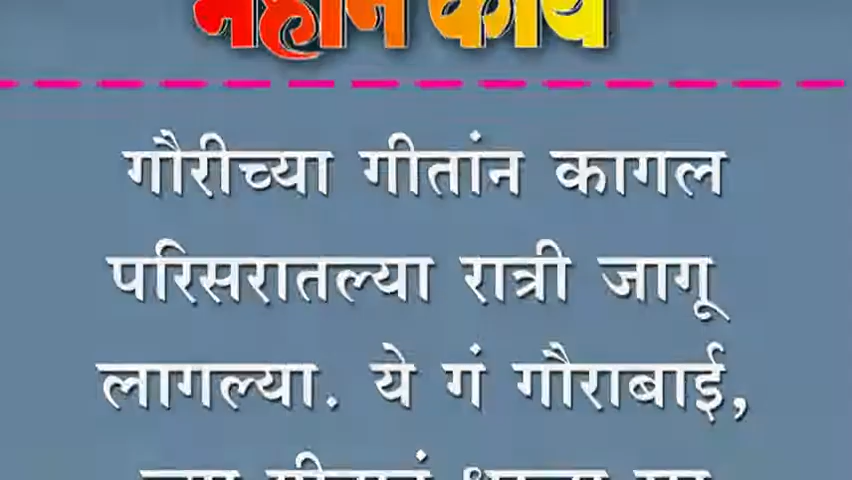 महान कार्य
गौरीच्या गीतांन कागल
परिसरातल्या रात्री जागू
लागल्या. ये गं गौराबाई,